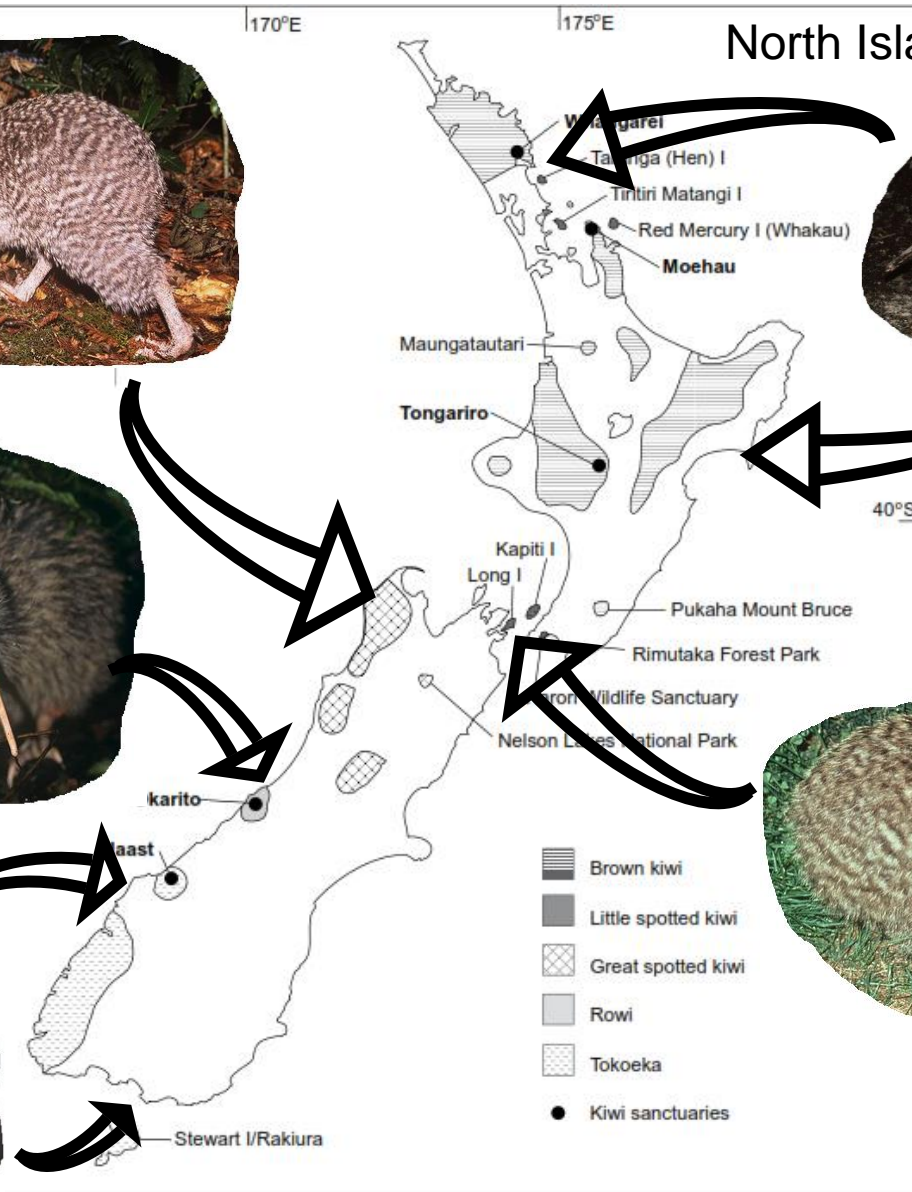 170°E
175°E
North Isla
Whangarei
Taranga (Hen) I
Tiritiri Matangi I
Red Mercury I (Whakau)
Moehau
Maungatautari
Tongariro
40°S
Kapiti I
Long I
Pukaha Mount Bruce
Rimutaka Forest Park
arori Wildlife Sanctuary
Nelson Lakes National Park
karito
Haast
Brown kiwi
Little spotted kiwi
Great spotted kiwi
Rowi
Tokoeka
Kiwi sanctuaries
Stewart I/Rakiura